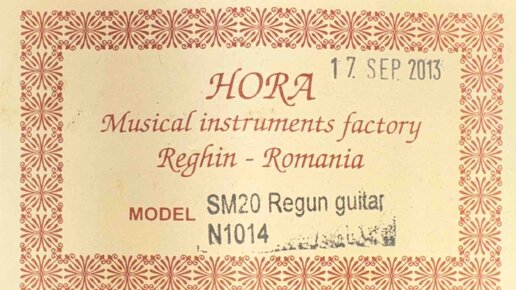 17 SEP 2013
HORA
Musical instruments factory
Reghin - Romania
MODEL SM20 Regun guitar
N1014